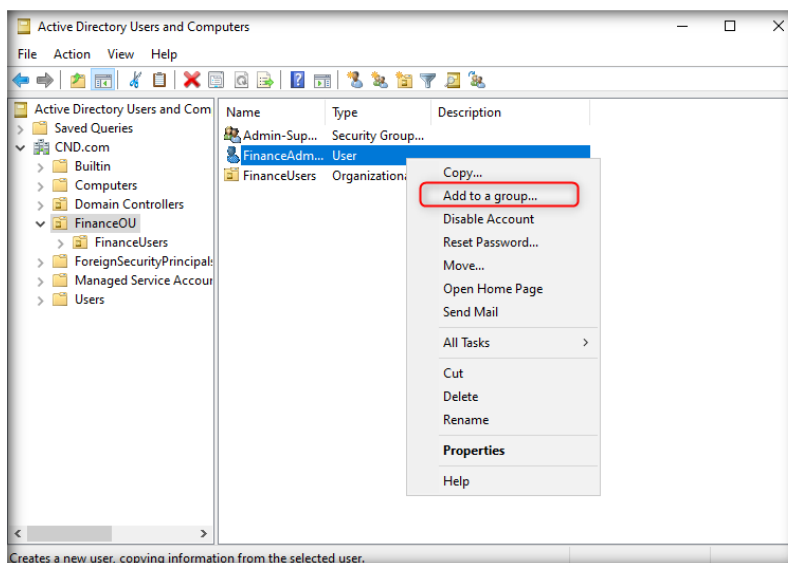 Active Directory Users and Computers
File Action View Help
Active Directory Users and Com
Saved Queries
CND.com
Builtin
Computers
Domain Controllers
FinanceOU
FinanceUsers
ForeignSecurityPrincipals
Managed Service Accour
Users
Name Type Description
Admin-Sup... Security Group...
FinanceAdm... User
FinanceUsers Organizationa
Copy...
Add to a group...
Disable Account
Reset Password...
Move...
Open Home Page
Send Mail
All Tasks
Cut
Delete
Rename
Properties
Help
Creates a new user, copying information from the selected user.